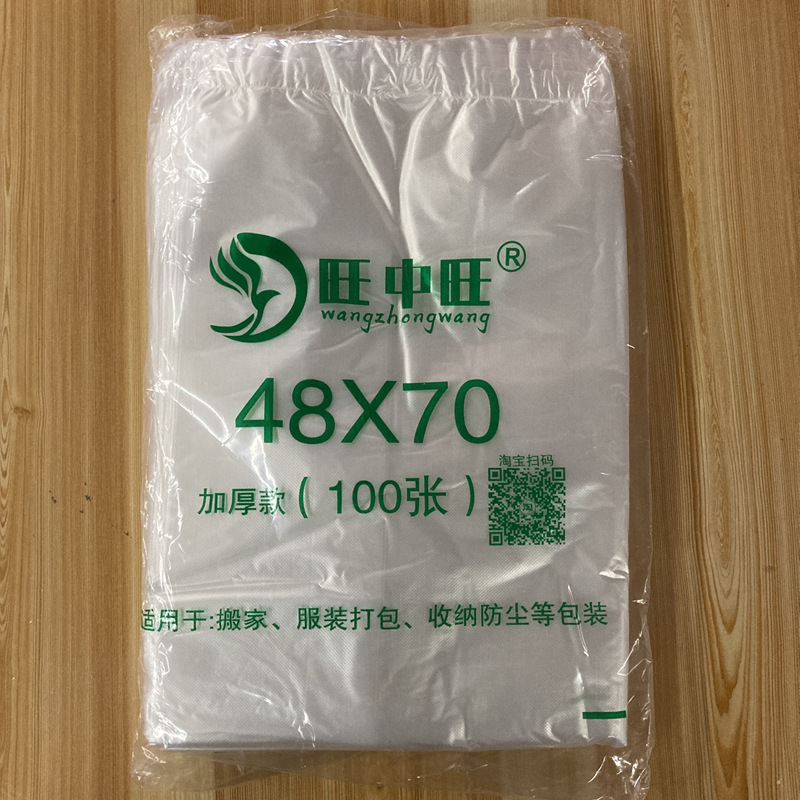 旺中旺®
wangzhongwang
48X70
淘宝扫码
加厚款（100张）
适用于:搬家、服装打包、收纳防尘等包装